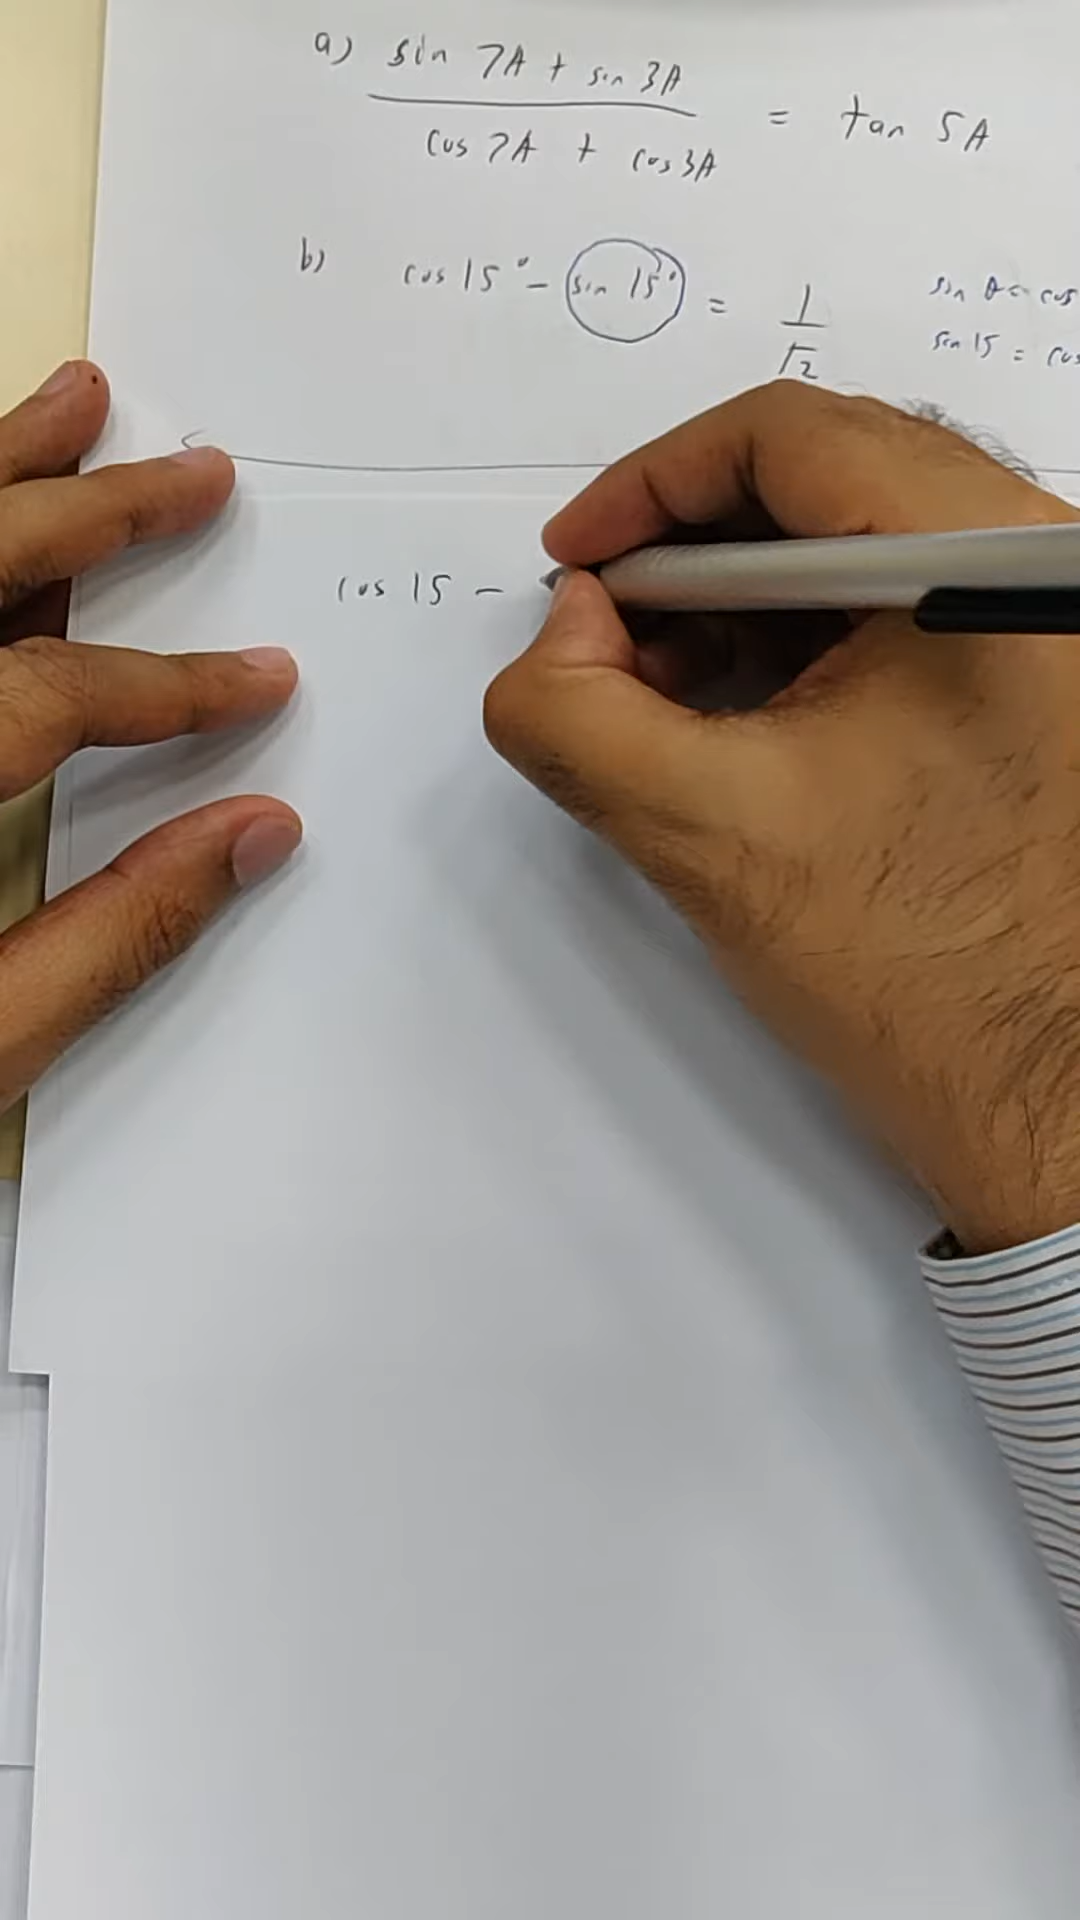 a) sin 7A + sin 3A
cos 7A + cos 3A
= tan 5A
b) cos 15° - sin 15° = 1
√2
sin θ = cos
sin 15 = cos
cos 15 -